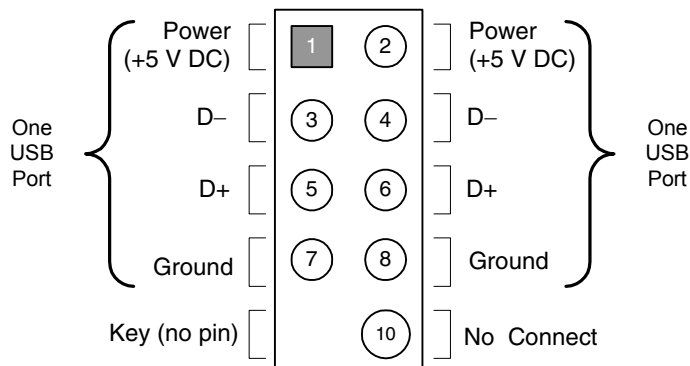 Power
(+5 V DC)
1
2
Power
(+5 V DC)
D−
3
4
D−
One
USB
Port
One
USB
Port
D+
5
6
D+
Ground
7
8
Ground
Key (no pin)
10
No Connect